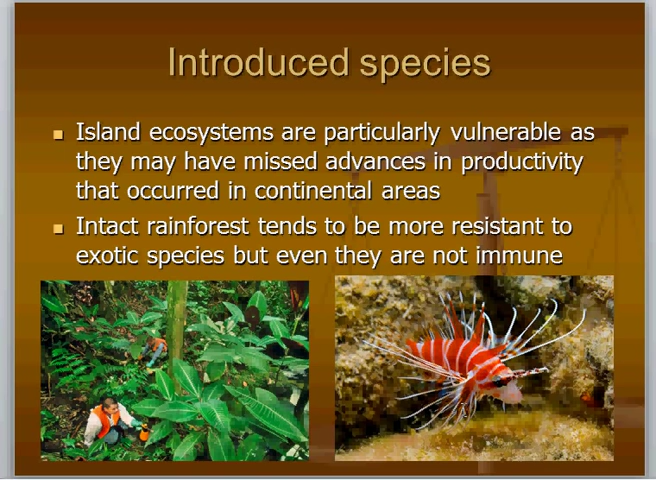 Introduced species
Island ecosystems are particularly vulnerable as
they may have missed advances in productivity
that occurred in continental areas
Intact rainforest tends to be more resistant to
exotic species but even they are not immune